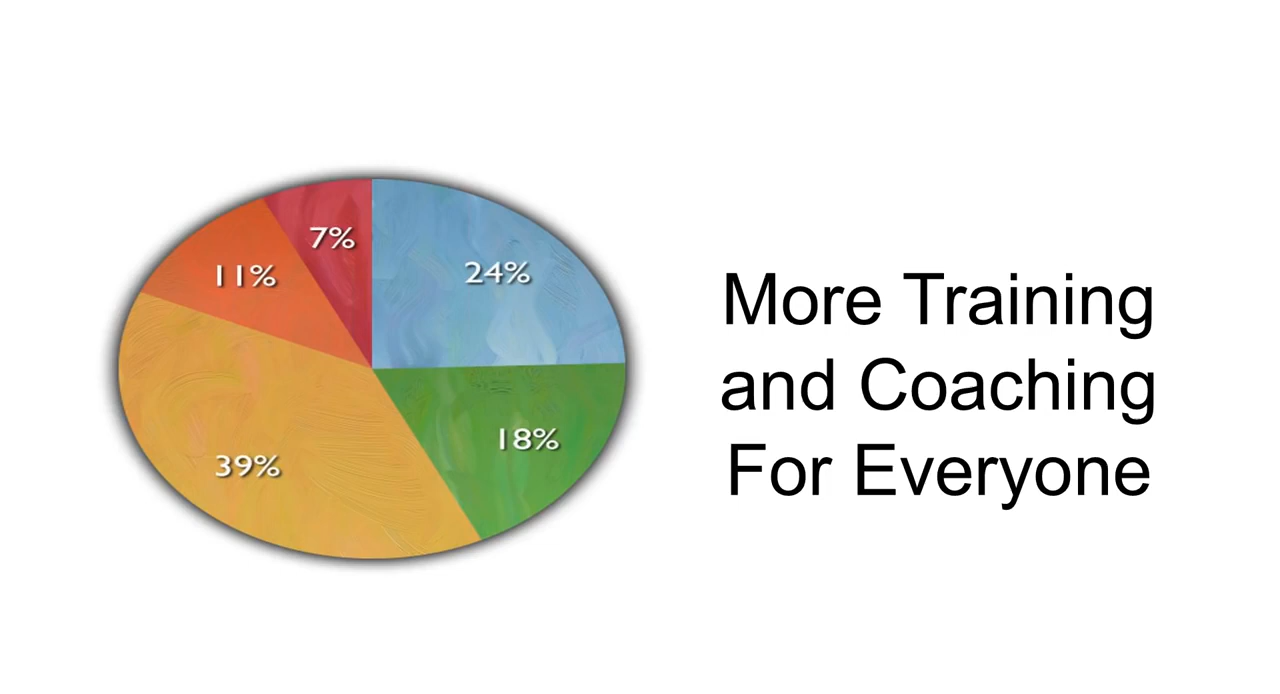 7%
24%
11%
18%
39%
More Training
and Coaching
For Everyone